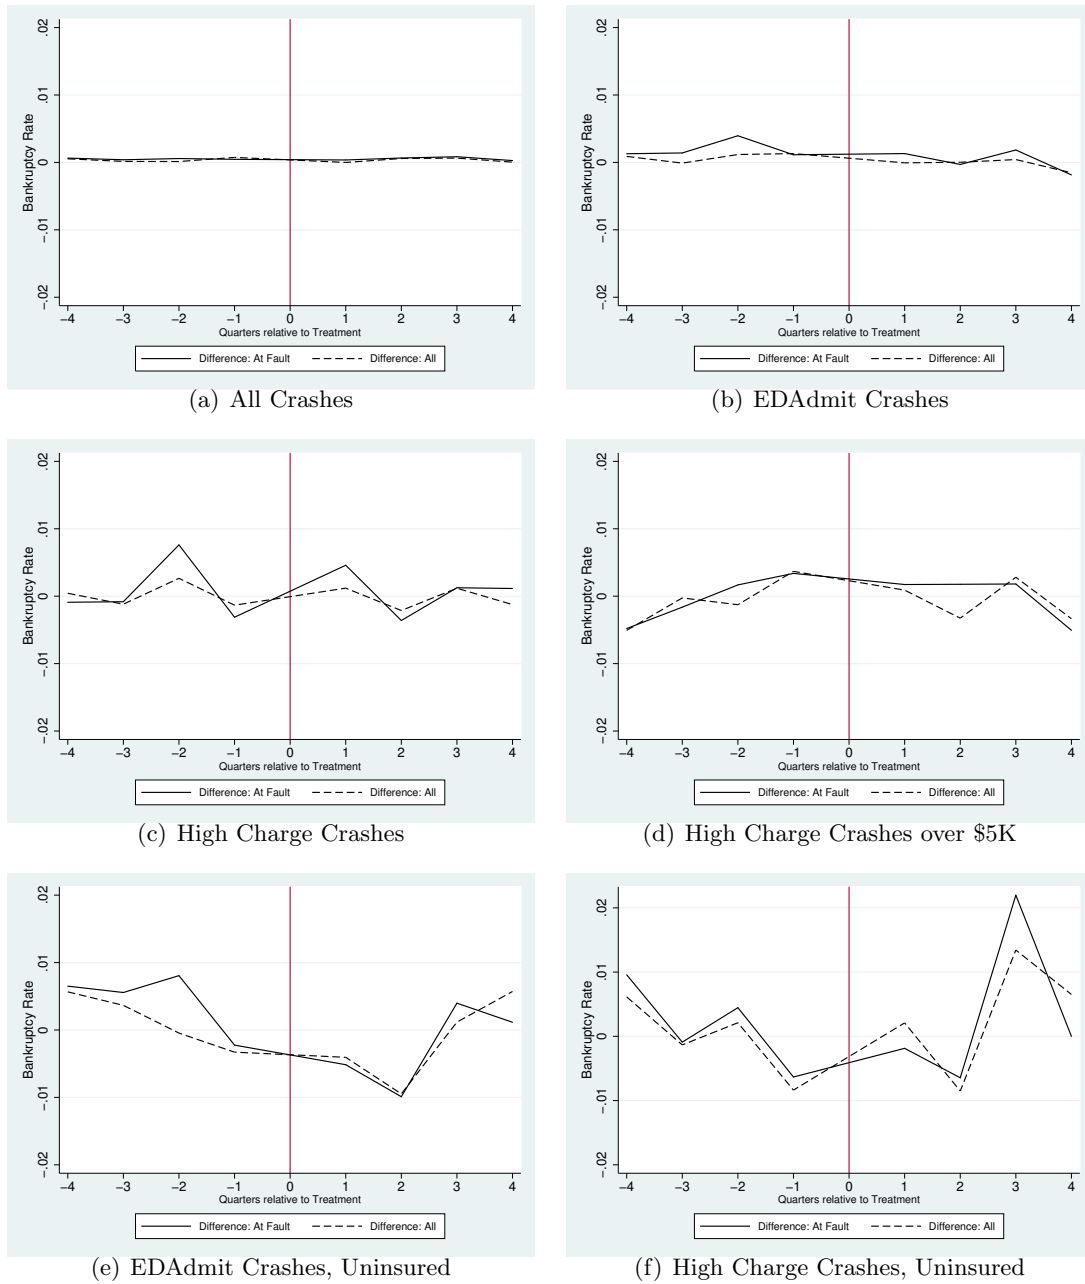 .02
.01
0
−.01
−.02
Bankruptcy Rate
−4 −3 −2 −1 0 1 2 3 4
Quarters relative to Treatment
Difference: At Fault Difference: All
(a) All Crashes
.02
.01
0
−.01
−.02
Bankruptcy Rate
−4 −3 −2 −1 0 1 2 3 4
Quarters relative to Treatment
Difference: At Fault Difference: All
(b) EDAdmit Crashes
.02
.01
0
−.01
−.02
Bankruptcy Rate
−4 −3 −2 −1 0 1 2 3 4
Quarters relative to Treatment
Difference: At Fault Difference: All
(c) High Charge Crashes
.02
.01
0
−.01
−.02
Bankruptcy Rate
−4 −3 −2 −1 0 1 2 3 4
Quarters relative to Treatment
Difference: At Fault Difference: All
(d) High Charge Crashes over $5K
.02
.01
0
−.01
−.02
Bankruptcy Rate
−4 −3 −2 −1 0 1 2 3 4
Quarters relative to Treatment
Difference: At Fault Difference: All
(e) EDAdmit Crashes, Uninsured
.02
.01
0
−.01
−.02
Bankruptcy Rate
−4 −3 −2 −1 0 1 2 3 4
Quarters relative to Treatment
Difference: At Fault Difference: All
(f) High Charge Crashes, Uninsured